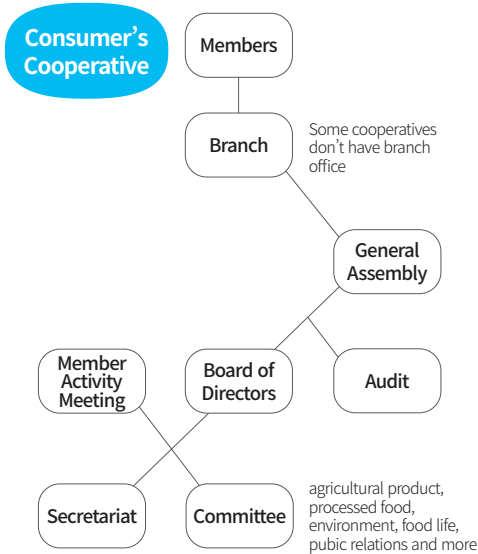 Consumer's
Cooperative
Members
Branch
Some cooperatives
don't have branch
office
General
Assembly
Member
Activity
Meeting
Board of
Directors
Audit
Secretariat
Committee
agricultural product,
processed food,
environment, food life,
pubic relations and more